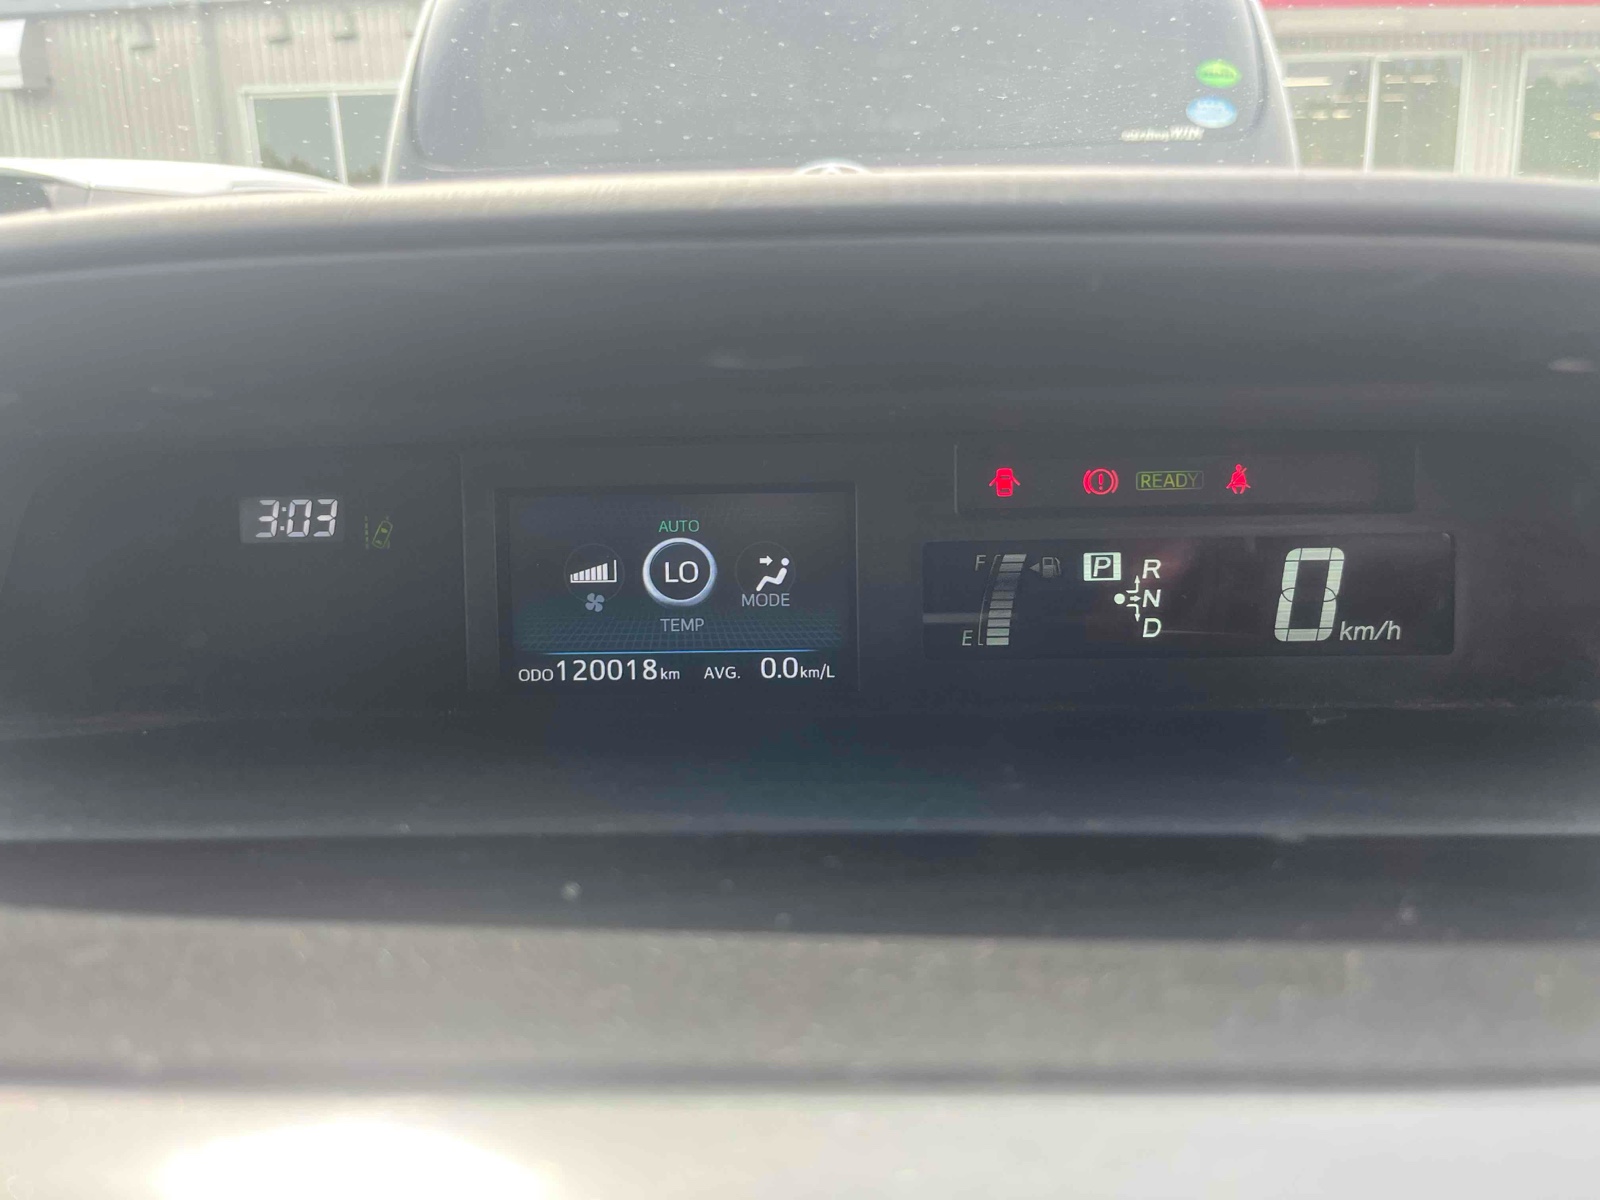 3:03
AUTO
LO
MODE
TEMP
ODO 120018 km AVG. 0.0 km/L
READY
F
E
P
R
N
D
0 km/h